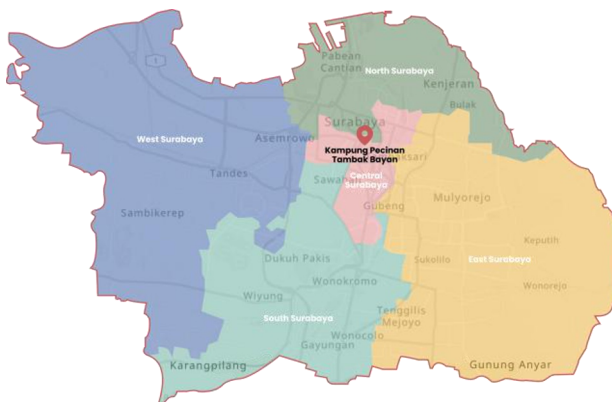 Pabean
Cantian
North Surabaya
Kenjeran
Bulak
Surabaya
West Surabaya
Asemrowo
Kampung Pecinan
Tambak Bayan
Tandes
Sawahan
Central
Surabaya
Mulyorejo
Gubeng
Sambikerep
Keputih
Dukuh Pakis
Sukolilo
East Surabaya
Wonokromo
Wonorejo
Wiyung
South Surabaya
Tenggilis
Mejoyo
Wonocolo
Gayungan
Karangpilang
Gunung Anyar